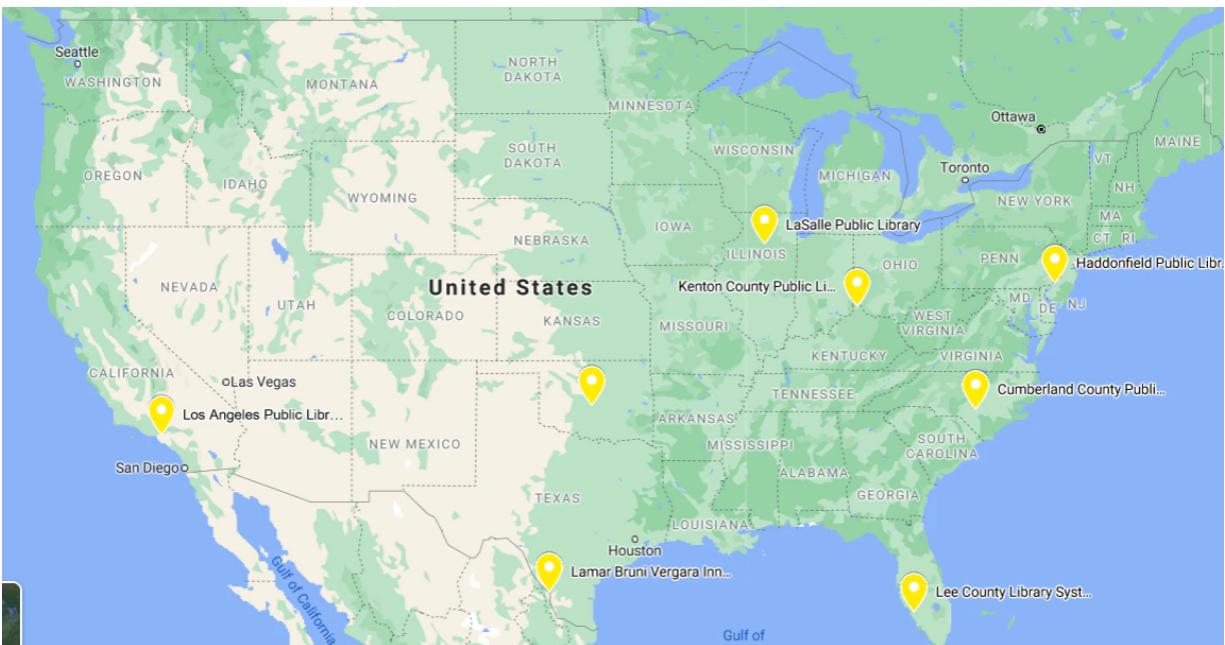 Seattle
WASHINGTON
MONTANA
NORTH
DAKOTA
MINNESOTA
Ottawa
MAINE
OREGON
IDAHO
SOUTH
DAKOTA
WISCONSIN
MICHIGAN
Toronto
VT
NH
WYOMING
IOWA
NEW YORK
MA
CT
RI
NEBRASKA
LaSalle Public Library
ILLINOIS
OHIO
PENN
Haddonfield Public Libr...
NEVADA
UTAH
United States
COLORADO
KANSAS
MISSOURI
Kenton County Public Li...
WEST
VIRGINIA
MD
DE
NJ
KENTUCKY
VIRGINIA
CALIFORNIA
Las Vegas
Los Angeles Public Libr...
TENNESSEE
Cumberland County Publi...
NEW MEXICO
ARKANSAS
MISSISSIPPI
SOUTH
CAROLINA
San Diego
ALABAMA
TEXAS
GEORGIA
LOUISIANA
Houston
Gulf of California
Lamar Bruni Vergara Inn...
Lee County Library Syst...
Gulf of